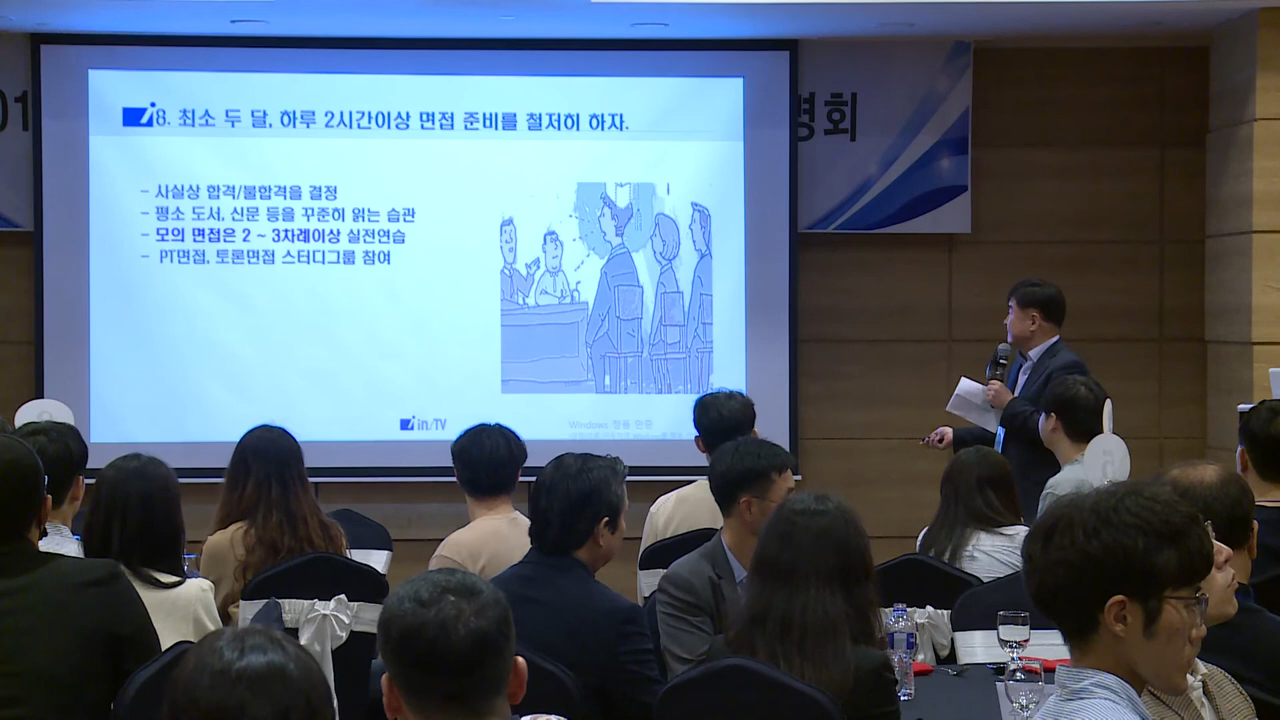 01
명회
8. 최소 두 달, 하루 2시간이상 면접 준비를 철저히 하자.
- 사실상 합격/불합격을 결정
- 평소 도서, 신문 등을 꾸준히 읽는 습관
- 모의 면접은 2 ~ 3차례이상 실전연습
- PT면접, 토론면접 스터디그룹 참여
in/TV
Windows 정품 인증
5